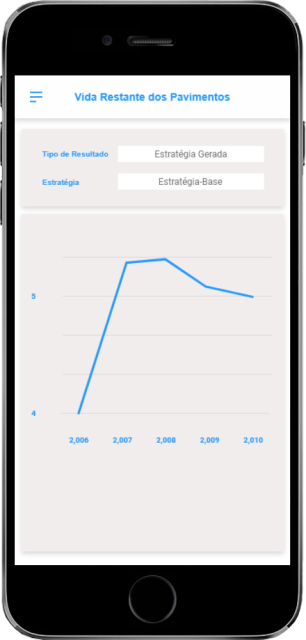 Vida Restante dos Pavimentos
Tipo de Resultado Estratégia Gerada
Estratégia Estratégia-Base
5
4
2,006 2,007 2,008 2,009 2,010